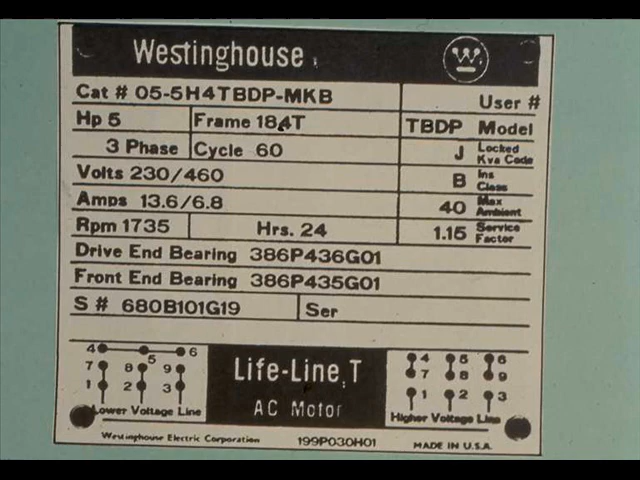 Westinghouse
W
Cat # 05-5H4TBDP-MKB
User #
Hp 5 Frame 184T
TBDP Model
3 Phase Cycle 60
J Locked Kva Code
Volts 230/460
B Ins Class
Amps 13.6/6.8
40 Max Ambient
Rpm 1735 Hrs. 24
1.15 Service Factor
Drive End Bearing 386P436G01
Front End Bearing 386P435G01
S # 680B101G19 Ser
4 5 6
7 8 9
1 2 3
Lower Voltage Line
Life-Line, T
AC Motor
4 5 6
7 8 9
1 2 3
Higher Voltage Line
Westinghouse Electric Corporation 199P030H01 MADE IN U.S.A.